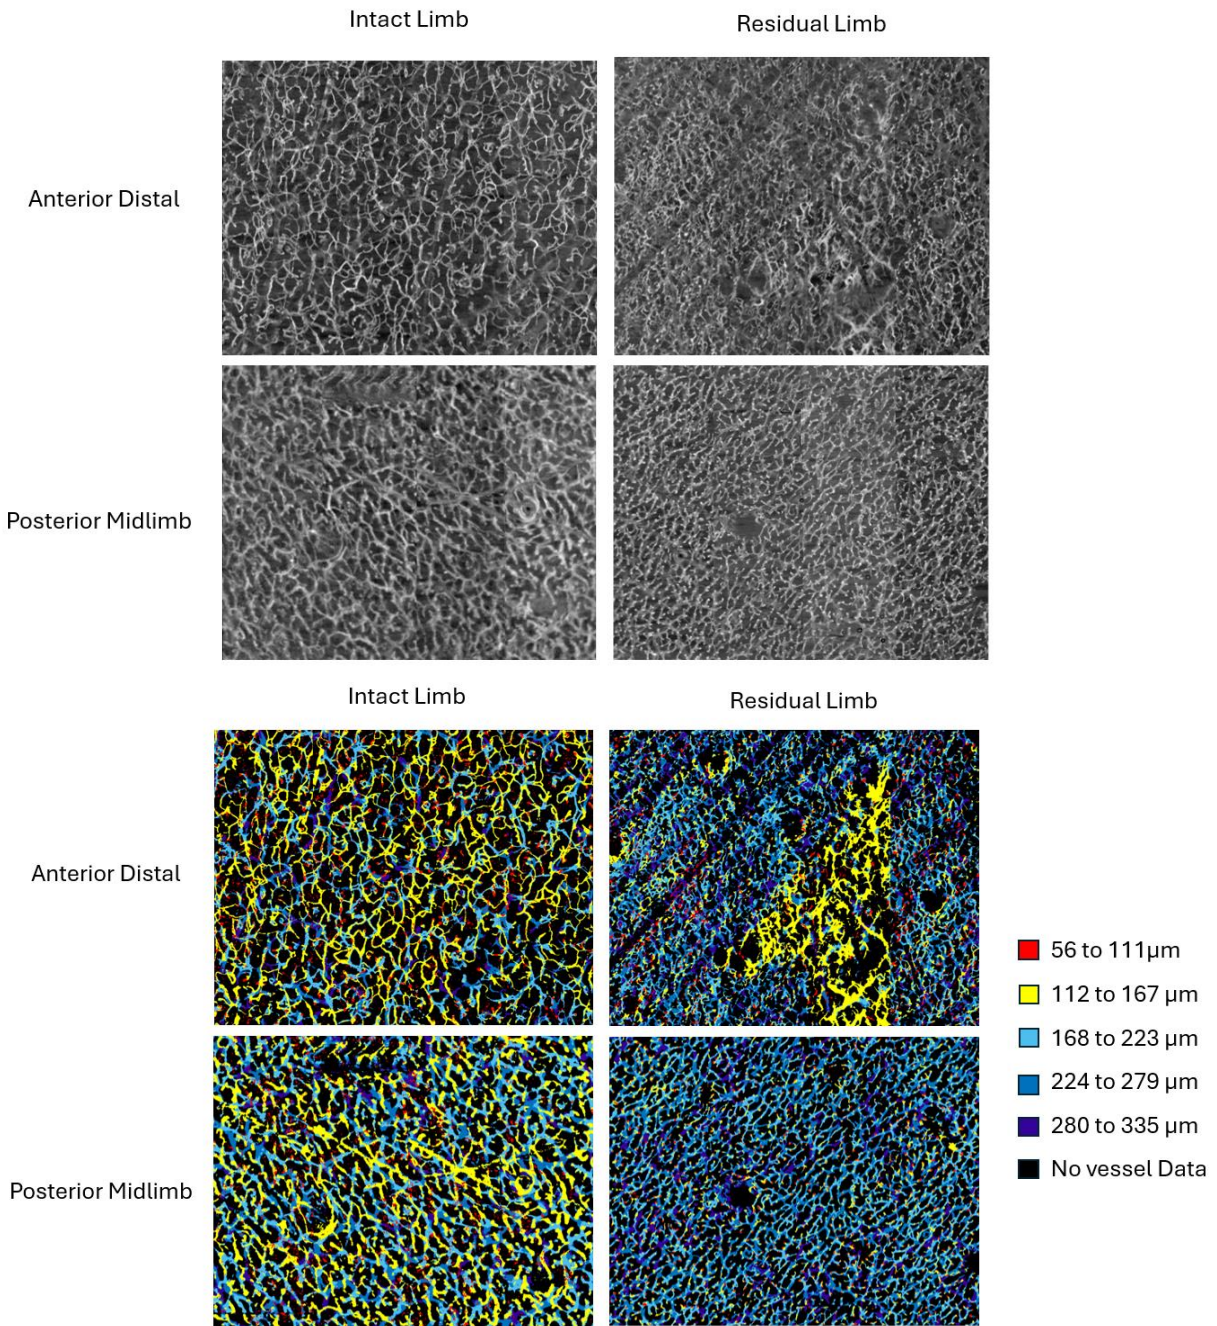 Intact Limb
Residual Limb
Anterior Distal
Posterior Midlimb
Intact Limb
Residual Limb
Anterior Distal
Posterior Midlimb
56 to 111µm
112 to 167 µm
168 to 223 µm
224 to 279 µm
280 to 335 µm
No vessel Data